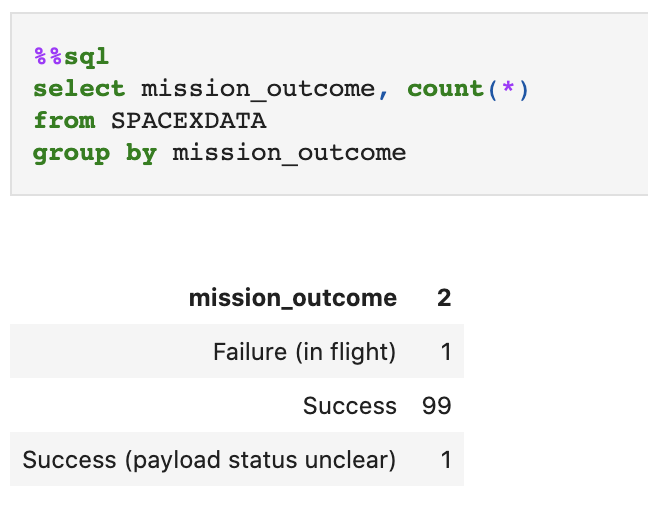 %%sql
select mission_outcome, count(*)
from SPACEXDATA
group by mission_outcome
mission_outcome 2
Failure (in flight) 1
Success 99
Success (payload status unclear) 1